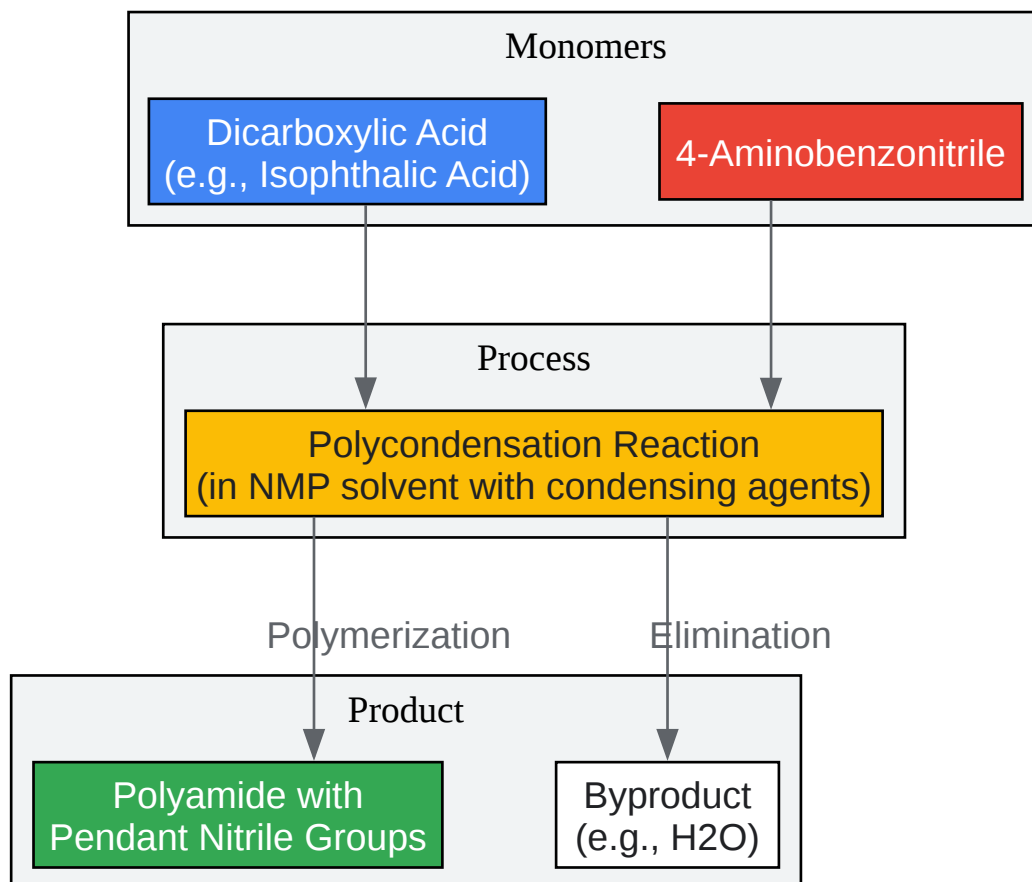 Monomers
Dicarboxylic Acid
(e.g., Isophthalic Acid)
4-Aminobenzonitrile
Process
Polycondensation Reaction
(in NMP solvent with condensing agents)
Polymerization
Elimination
Product
Polyamide with
Pendant Nitrile Groups
Byproduct
(e.g., H2O)